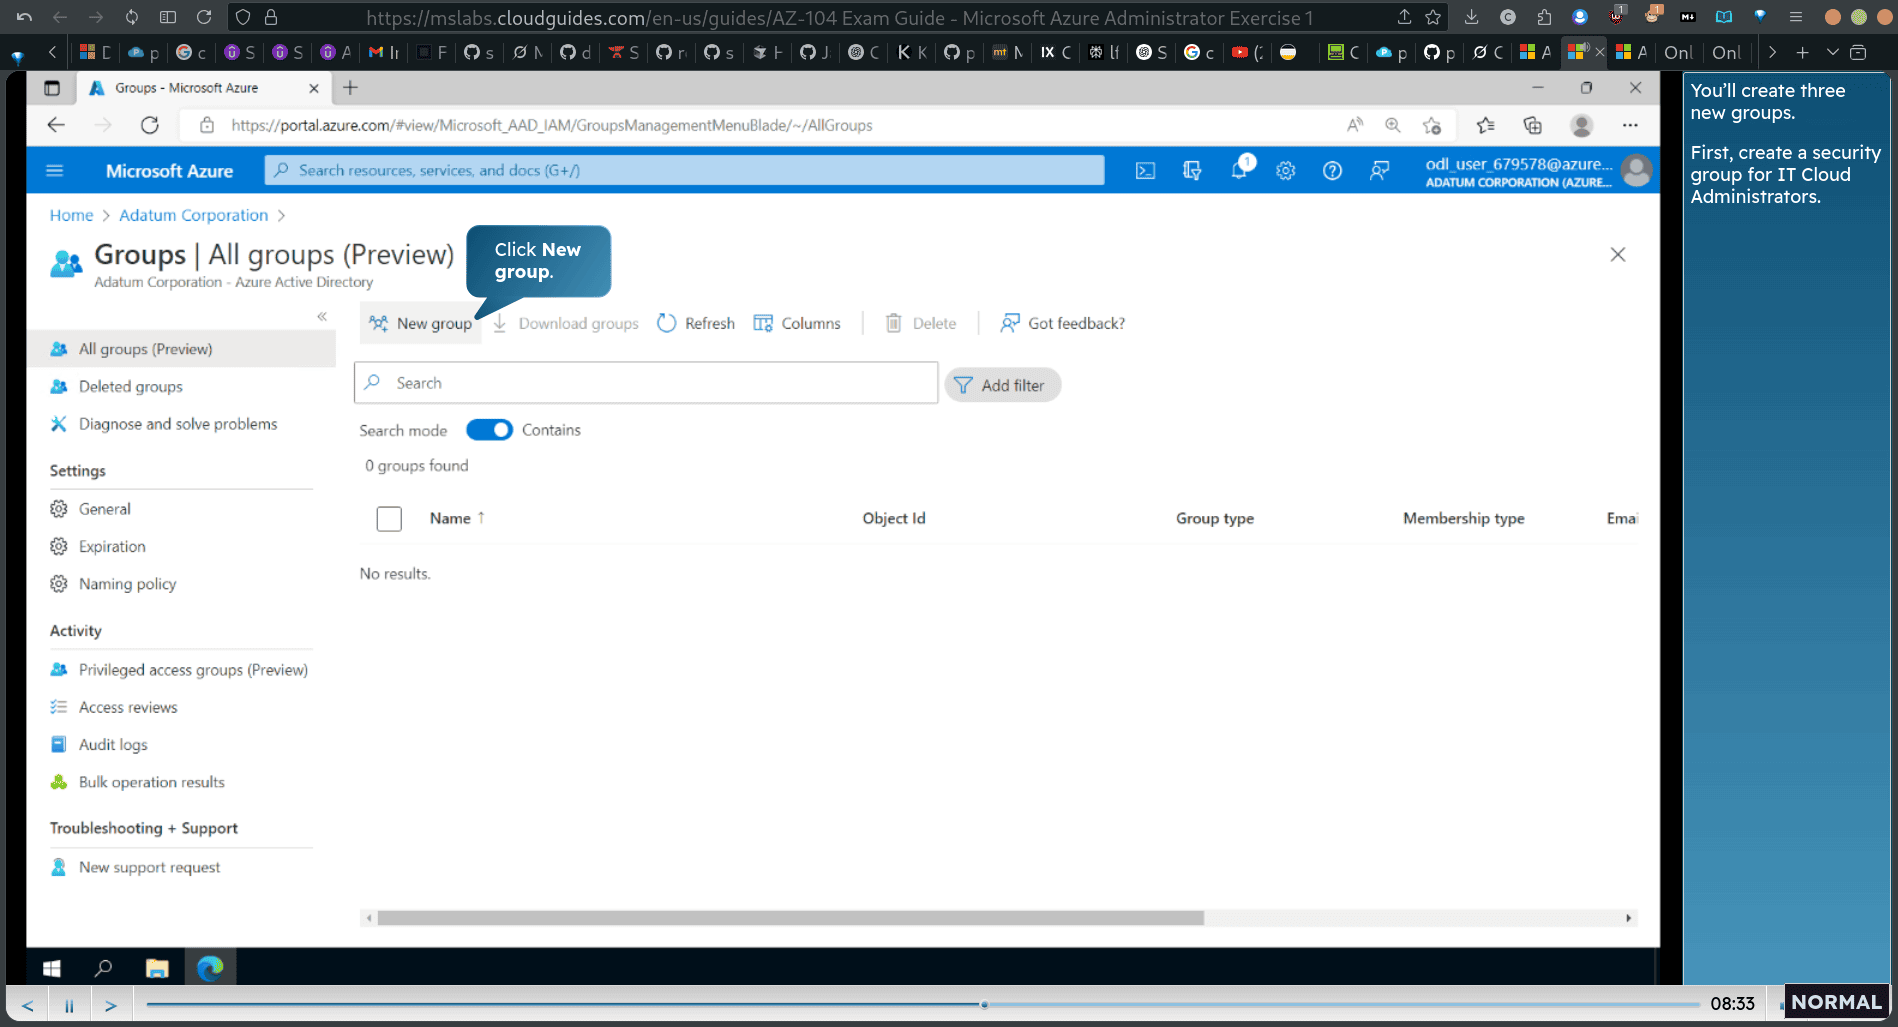 https://mslabs.cloudguides.com/en-us/guides/AZ-104 Exam Guide - Microsoft Azure Administrator Exercise 1
1
1
Groups - Microsoft Azure
https://portal.azure.com/#view/Microsoft_AAD_IAM/GroupsManagementMenuBlade/~/AllGroups
Microsoft Azure
Search resources, services, and docs (G+/)
1
odl_user_679578@azure...
ADATUM CORPORATION (AZURE...
Home > Adatum Corporation >
Groups | All groups (Preview)
Adatum Corporation - Azure Active Directory
Click New
group.
New group
Download groups
Refresh
Columns
Delete
Got feedback?
All groups (Preview)
Deleted groups
Diagnose and solve problems
Settings
General
Expiration
Naming policy
Activity
Privileged access groups (Preview)
Access reviews
Audit logs
Bulk operation results
Troubleshooting + Support
New support request
Search
Add filter
Search mode
Contains
0 groups found
Name ↑
Object Id
Group type
Membership type
Emai
No results.
You'll create three
new groups.
First, create a security
group for IT Cloud
Administrators.
08:33
NORMAL